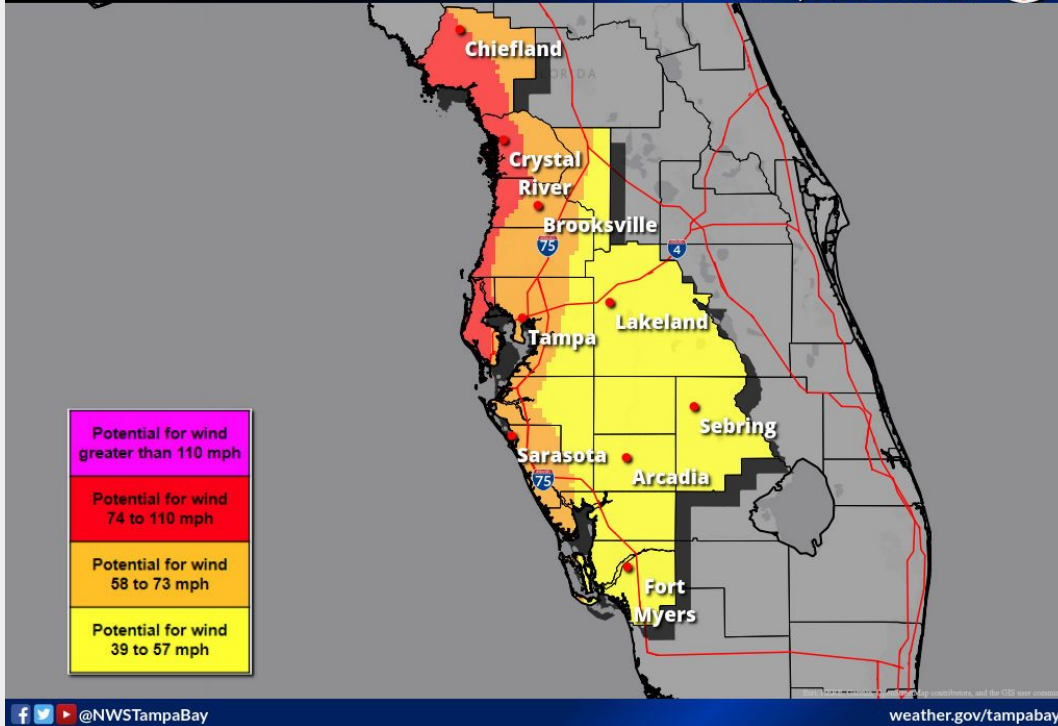 Chiefland
Crystal
River
Brooksville
75
4
Lakeland
Tampa
Sebring
Sarasota
Arcadia
75
Fort
Myers
Potential for wind
greater than 110 mph
Potential for wind
74 to 110 mph
Potential for wind
58 to 73 mph
Potential for wind
39 to 57 mph
@NWSTampaBay
weather.gov/tampabay